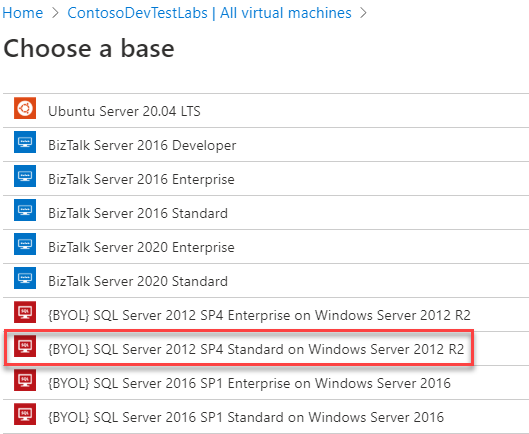 Home > ContosoDevTestLabs | All virtual machines >
Choose a base
Ubuntu Server 20.04 LTS
BizTalk Server 2016 Developer
BizTalk Server 2016 Enterprise
BizTalk Server 2016 Standard
BizTalk Server 2020 Enterprise
BizTalk Server 2020 Standard
{BYOL} SQL Server 2012 SP4 Enterprise on Windows Server 2012 R2
{BYOL} SQL Server 2012 SP4 Standard on Windows Server 2012 R2
{BYOL} SQL Server 2016 SP1 Enterprise on Windows Server 2016
{BYOL} SQL Server 2016 SP1 Standard on Windows Server 2016